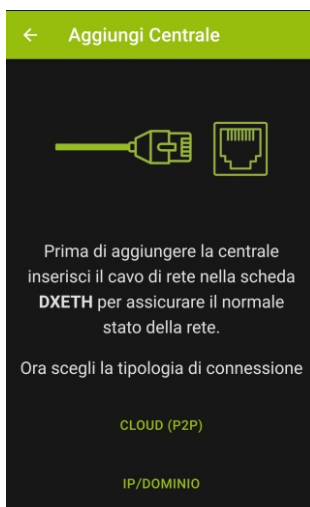 Aggiungi Centrale
Prima di aggiungere la centrale
inserisci il cavo di rete nella scheda
DXETH per assicurare il normale
stato della rete.
Ora scegli la tipologia di connessione
CLOUD (P2P)
IP/DOMINIO